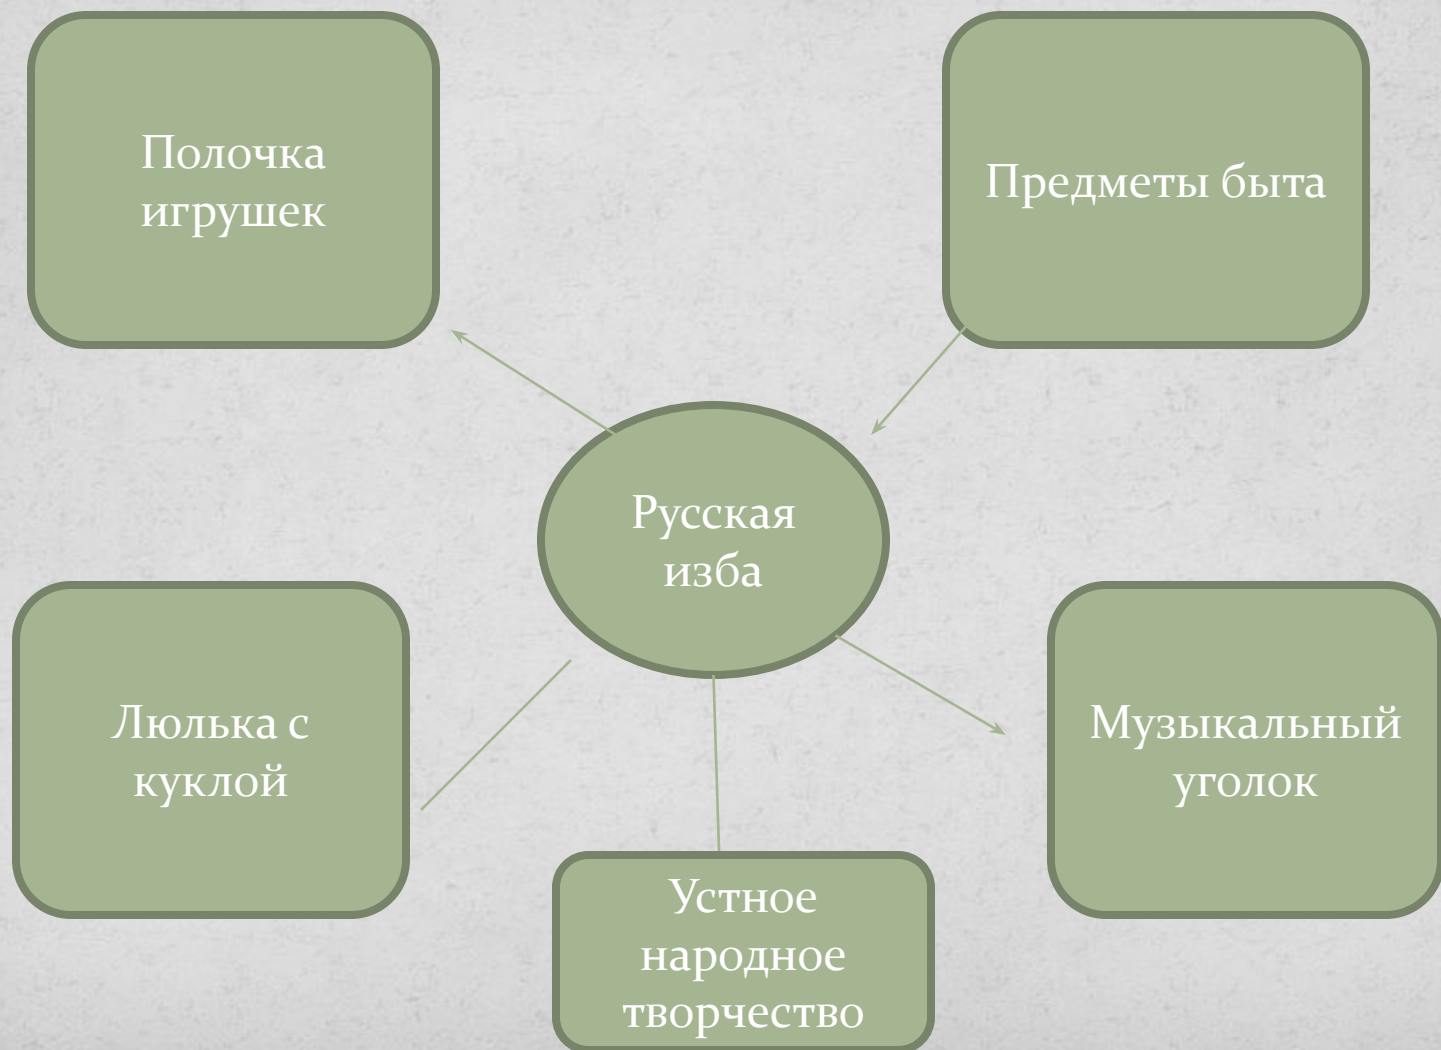 Полочка
игрушек
Предметы быта
Русская
изба
Люлька с
куклой
Музыкальный
уголок
Устное
народное
творчество